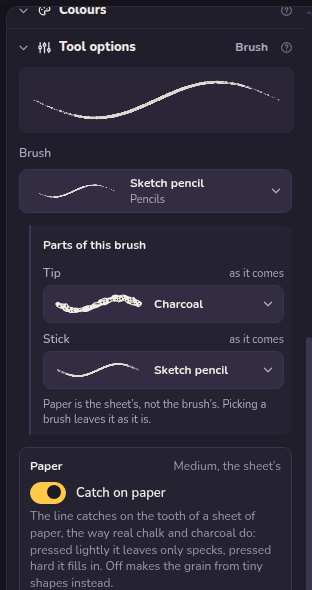 Colours
Tool options
Brush
Brush
Sketch pencil
Pencils
Parts of this brush
Tip
as it comes
Charcoal
Stick
as it comes
Sketch pencil
Paper is the sheet's, not the brush's. Picking a
brush leaves it as it is.
Paper
Medium, the sheet's
Catch on paper
The line catches on the tooth of a sheet of
paper, the way real chalk and charcoal do:
pressed lightly it leaves only specks, pressed
hard it fills in. Off makes the grain from tiny
shapes instead.